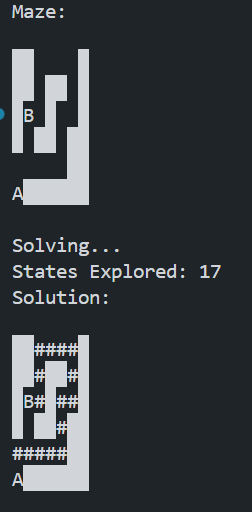 Maze:
B
A
Solving...
States Explored: 17
Solution:
####
# #
B# ##
#
#####
A